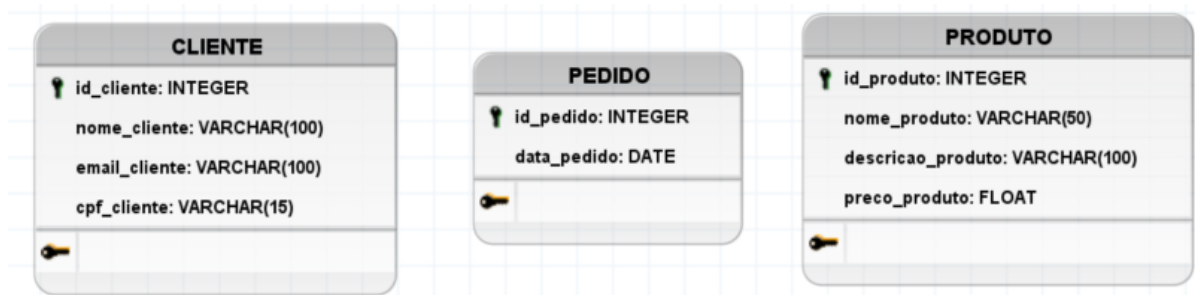 CLIENTE
id_cliente: INTEGER
nome_cliente: VARCHAR(100)
email_cliente: VARCHAR(100)
cpf_cliente: VARCHAR(15)
PEDIDO
id_pedido: INTEGER
data_pedido: DATE
PRODUTO
id_produto: INTEGER
nome_produto: VARCHAR(50)
descricao_produto: VARCHAR(100)
preco_produto: FLOAT